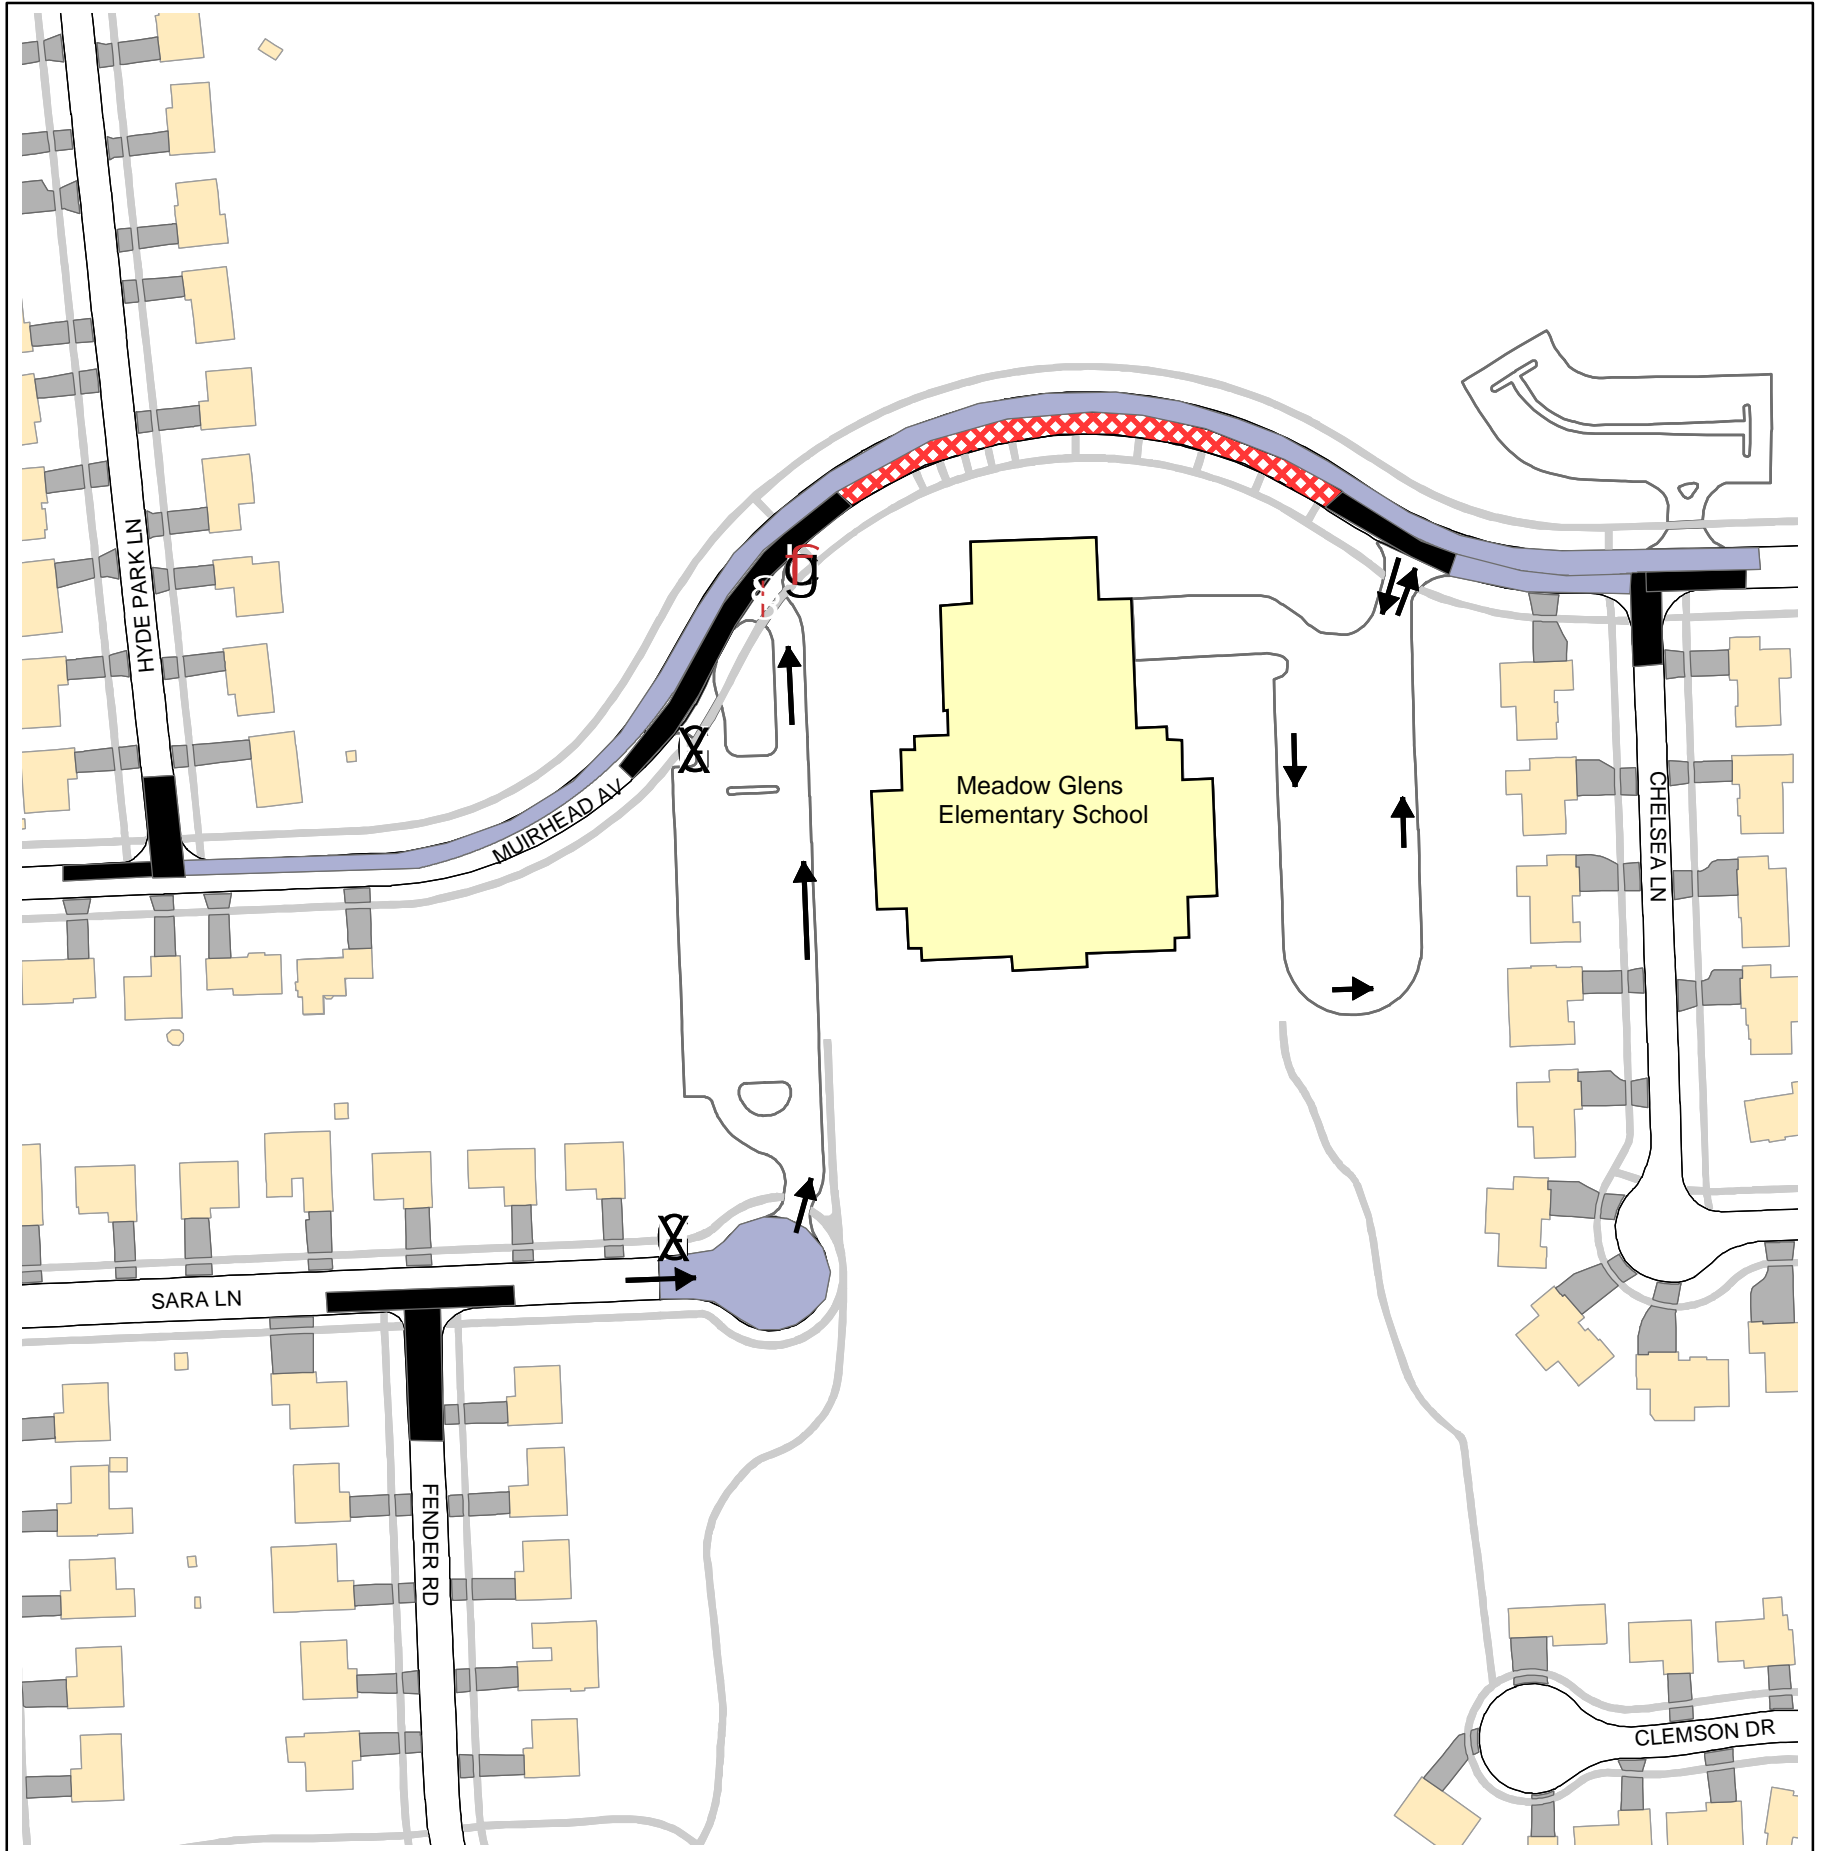 HYDE PARK LN
MUIRHEAD AV
Meadow Glens
Elementary School
CHELSEA LN
SARA LN
FENDER RD
CLEMSON DR